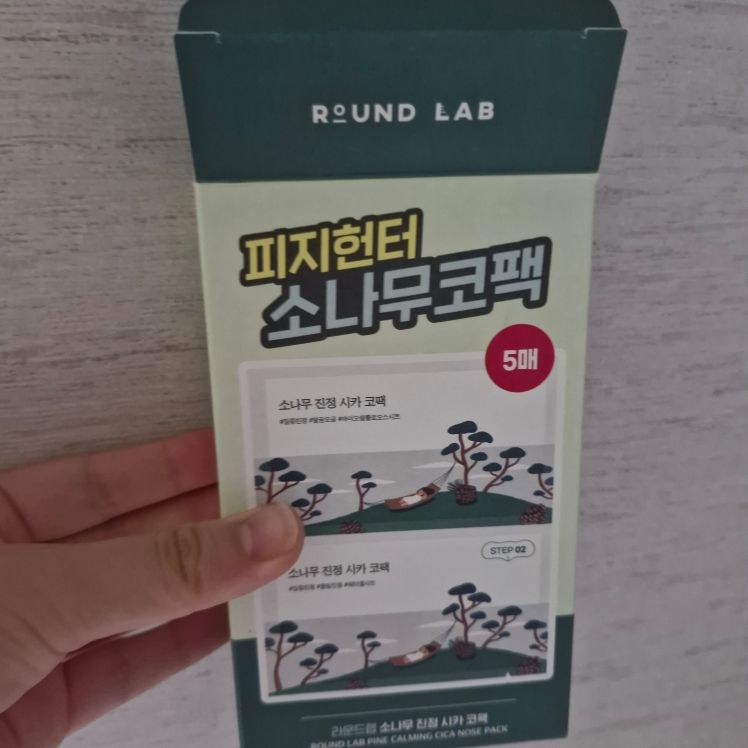 ROUND LAB
피지헌터
소나무코팩
5매
소나무 진정 시카 코팩
STEP 02
소나무 진정 시카 코팩
라운드랩 소나무 진정 시카 코팩
ROUND LAB PINE CALMING CICA NOSE PACK